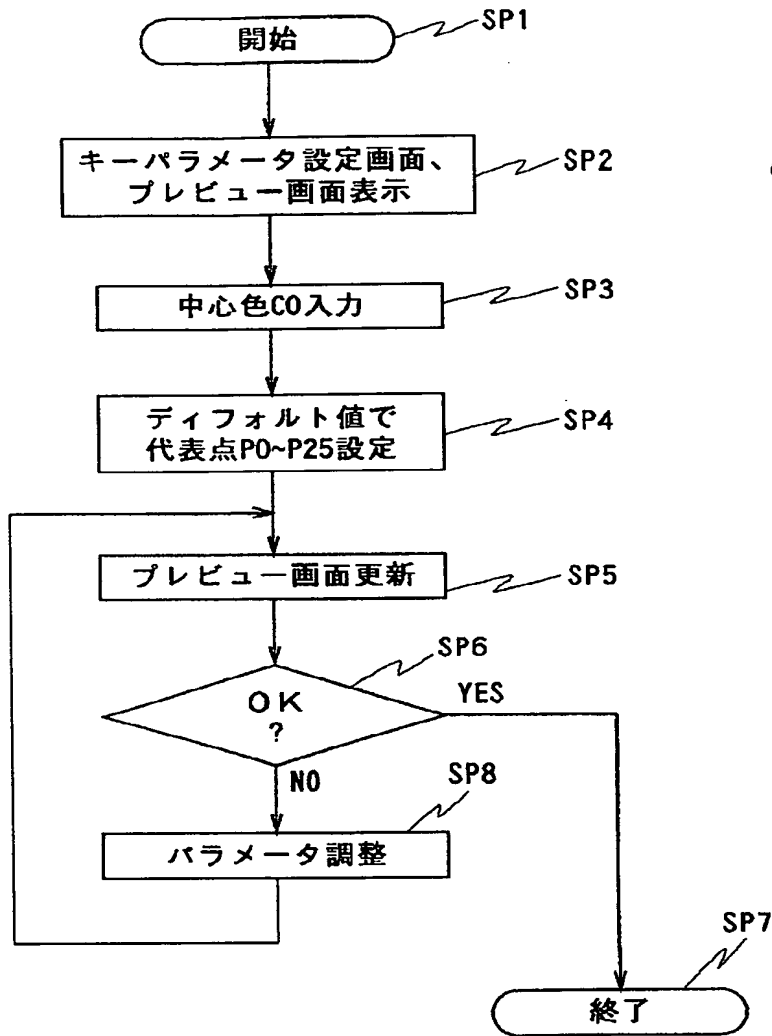 開始
SP1
キーパラメータ設定画面、
プレビュー画面表示
SP2
中心色C0入力
SP3
ディフォルト値で
代表点P0~P25設定
SP4
プレビュー画面更新
SP5
SP6
OK
?
YES
NO
SP8
パラメータ調整
SP7
終了